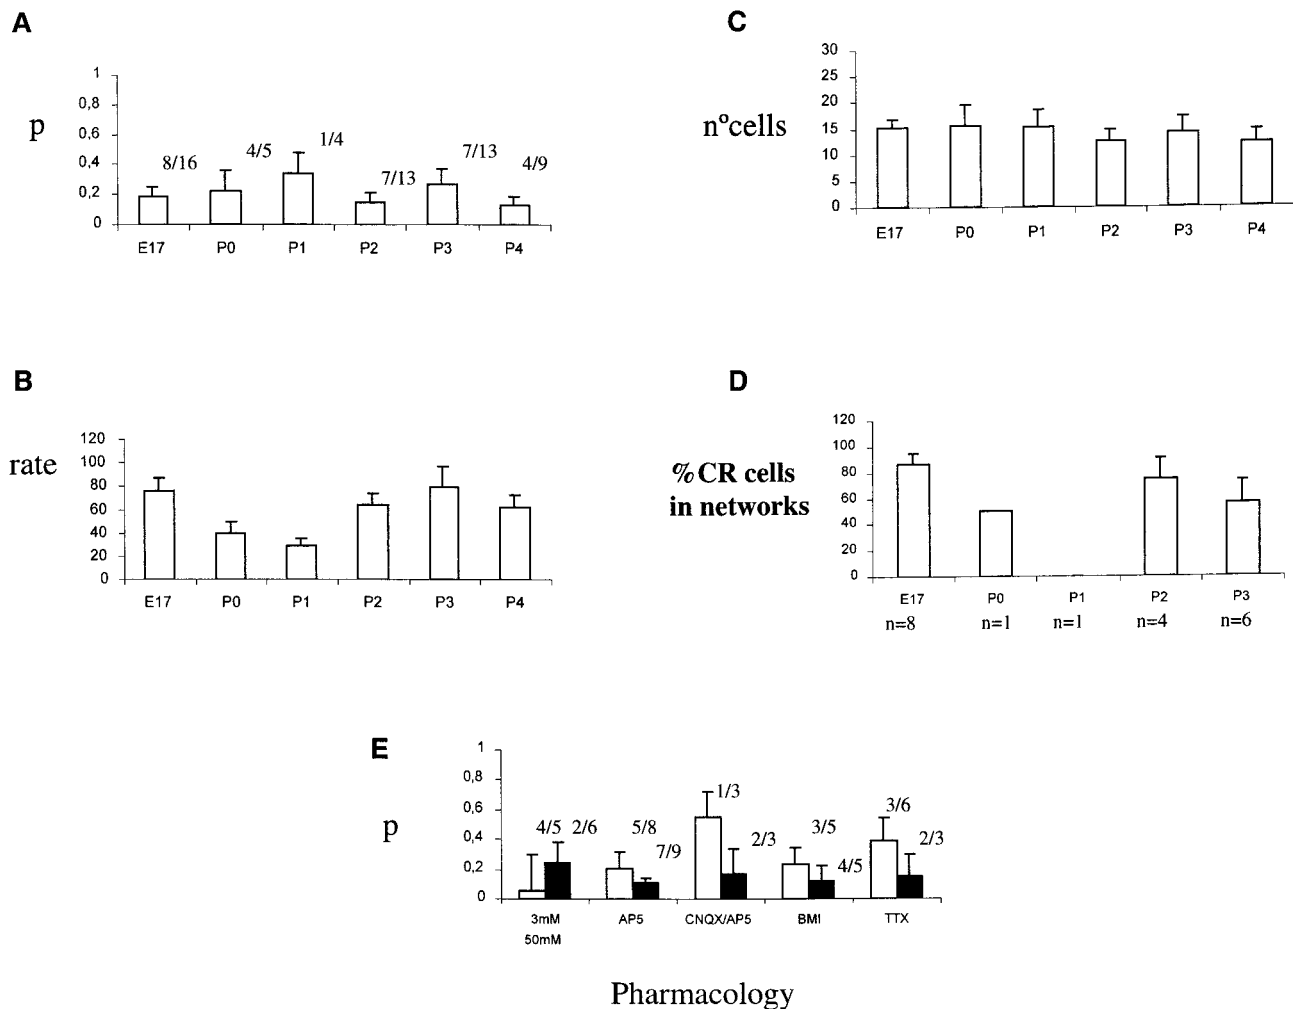 A
p
1
0,8
0,6
0,4
0,2
0
8/16
4/5
1/4
7/13
7/13
4/9
E17 P0 P1 P2 P3 P4
C
n°cells
30
25
20
15
10
5
0
E17 P0 P1 P2 P3 P4
B
rate
120
100
80
60
40
20
0
E17 P0 P1 P2 P3 P4
D
%CR cells
in networks
120
100
80
60
40
20
0
E17 P0 P1 P2 P3
n=8 n=1 n=1 n=4 n=6
E
p
1
0,8
0,6
0,4
0,2
0
4/5 2/6
5/8
7/9
1/3
2/3
3/5
4/5
3/6
2/3
3mM AP5 CNQX/AP5 BMI TTX
50mM
Pharmacology